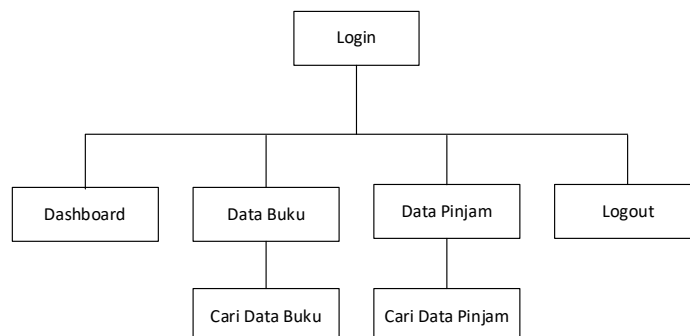 Login
Dashboard
Data Buku
Data Pinjam
Logout
Cari Data Buku
Cari Data Pinjam